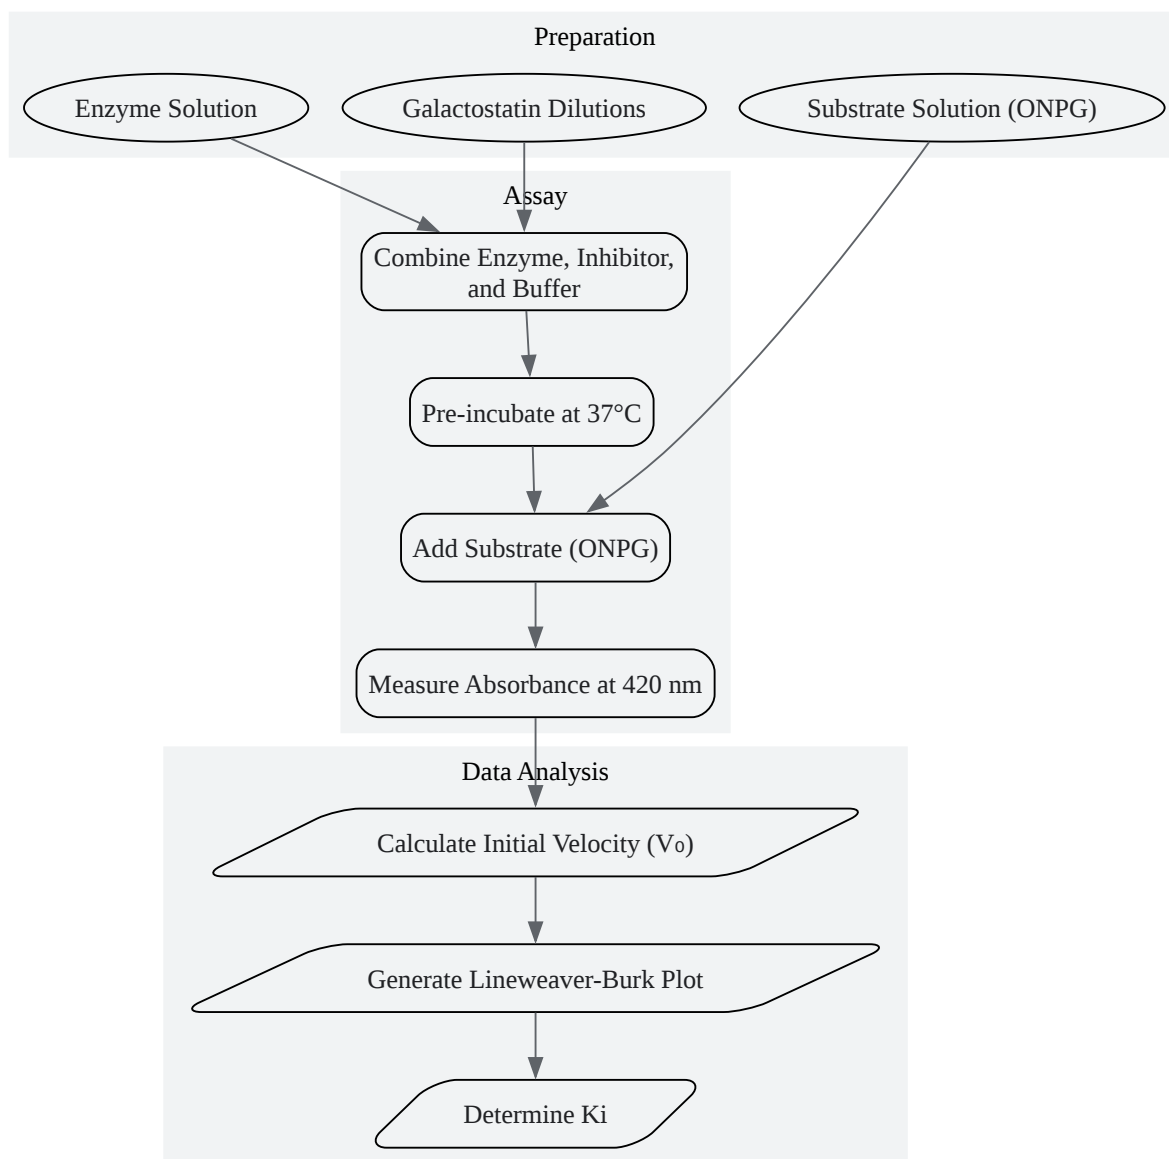 Preparation
Enzyme Solution
Galactostatin Dilutions
Substrate Solution (ONPG)
Assay
Combine Enzyme, Inhibitor,
and Buffer
Pre-incubate at 37°C
Add Substrate (ONPG)
Measure Absorbance at 420 nm
Data Analysis
Calculate Initial Velocity (V₀)
Generate Lineweaver-Burk Plot
Determine Ki